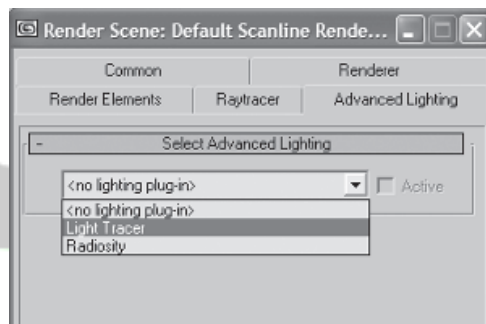 Render Scene: Default Scanline Rende...
Common Renderer
Render Elements Raytracer Advanced Lighting
- Select Advanced Lighting
<no lighting plug-in> Active
<no lighting plug-in>
Light Tracer
Radiosity